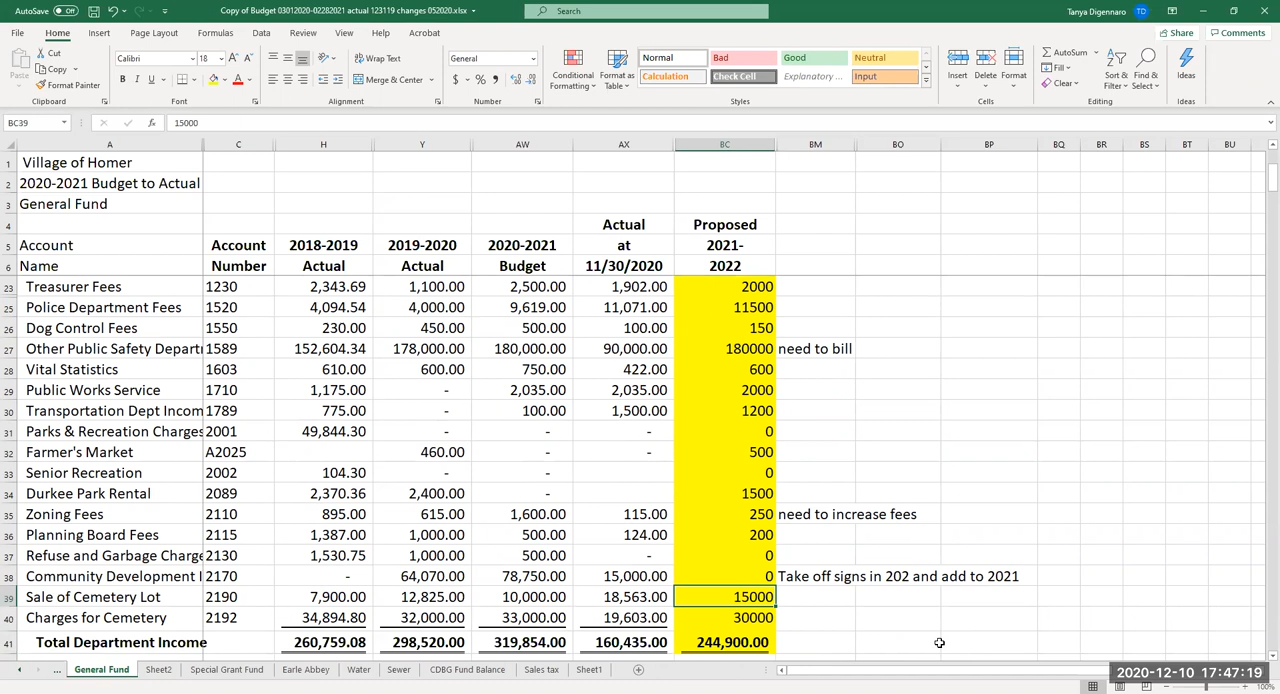 AutoSave Off Copy of Budget 03012020-02282021 actual 123119 changes 052020.xlsx Search Tanya Digennaro TD
File Home Insert Page Layout Formulas Data Review View Help Acrobat Share Comments
Cut Calibri 18 Wrap Text General Normal Bad Good Neutral AutoSum
Paste Copy Conditional Format as Insert Delete Format Fill Sort & Find & Ideas
Format Painter B I U Merge & Center $ % Formatting Table Calculation Check Cell Explanatory ... Input Clear Filter Select
Clipboard Font Alignment Number Styles Cells Editing Ideas
BC39 fx 15000
A C H Y AW AX BC BM BO BP BQ BR BS BT BU
1 Village of Homer
2 2020-2021 Budget to Actual
3 General Fund
4 Actual Proposed
5 Account Account 2018-2019 2019-2020 2020-2021 at 2021-
6 Name Number Actual Actual Budget 11/30/2020 2022
23 Treasurer Fees 1230 2,343.69 1,100.00 2,500.00 1,902.00 2000
25 Police Department Fees 1520 4,094.54 4,000.00 9,619.00 11,071.00 11500
26 Dog Control Fees 1550 230.00 450.00 500.00 100.00 150
27 Other Public Safety Depart 1589 152,604.34 178,000.00 180,000.00 90,000.00 180000 need to bill
28 Vital Statistics 1603 610.00 600.00 750.00 422.00 600
29 Public Works Service 1710 1,175.00 - 2,035.00 2,035.00 2000
30 Transportation Dept Incom 1789 775.00 - 100.00 1,500.00 1200
31 Parks & Recreation Charges 2001 49,844.30 - - - 0
32 Farmer's Market A2025 460.00 - - 500
33 Senior Recreation 2002 104.30 - - 0
34 Durkee Park Rental 2089 2,370.36 2,400.00 - 1500
35 Zoning Fees 2110 895.00 615.00 1,600.00 115.00 250 need to increase fees
36 Planning Board Fees 2115 1,387.00 1,000.00 500.00 124.00 200
37 Refuse and Garbage Charge 2130 1,530.75 1,000.00 500.00 - 0
38 Community Development I 2170 - 64,070.00 78,750.00 15,000.00 0 Take off signs in 202 and add to 2021
39 Sale of Cemetery Lot 2190 7,900.00 12,825.00 10,000.00 18,563.00 15000
40 Charges for Cemetery 2192 34,894.80 32,000.00 33,000.00 19,603.00 30000
41 Total Department Income 260,759.08 298,520.00 319,854.00 160,435.00 244,900.00
... General Fund Sheet2 Special Grant Fund Earle Abbey Water Sewer CDBG Fund Balance Sales tax Sheet1
2020-12-10 17:47:19
100%